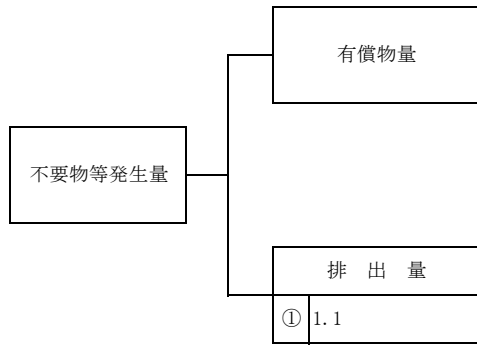 有償物量
不要物等発生量
排 出 量
① 1.1